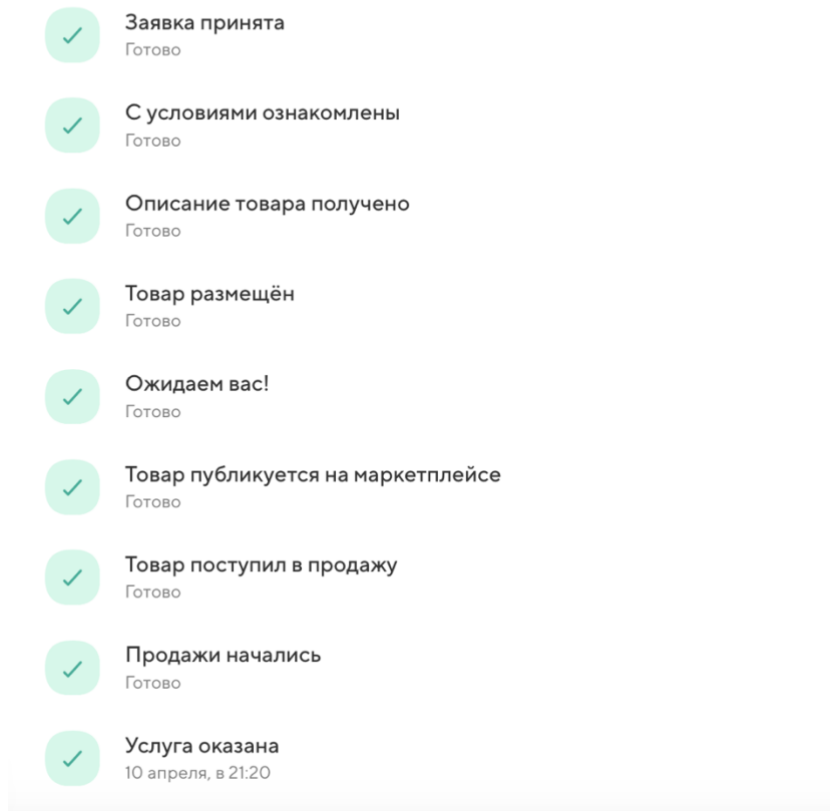 Заявка принята
Готово
С условиями ознакомлены
Готово
Описание товара получено
Готово
Товар размещён
Готово
Ожидаем вас!
Готово
Товар публикуется на маркетплейсе
Готово
Товар поступил в продажу
Готово
Продажи начались
Готово
Услуга оказана
10 апреля, в 21:20